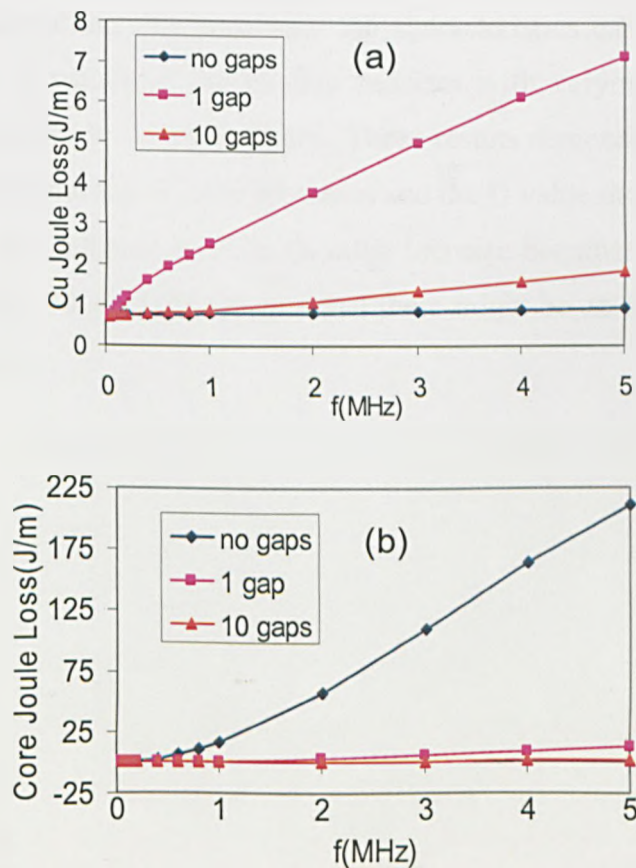 (a)
no gaps
1 gap
10 gaps
Cu Joule Loss(J/m)
8
7
6
5
4
3
2
1
0
0 1 2 3 4 5
f(MHz)
(b)
no gaps
1 gap
10 gaps
Core Joule Loss(J/m)
225
175
125
75
25
-25
0 1 2 3 4 5
f(MHz)